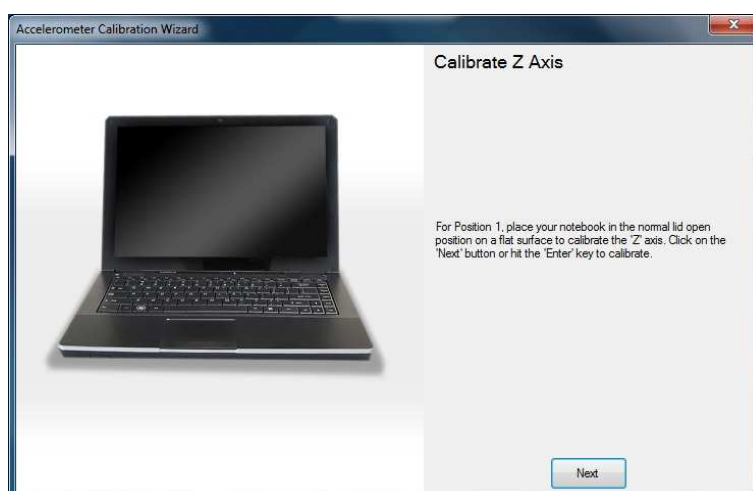 Accelerometer Calibration Wizard
Calibrate Z Axis
For Position 1, place your notebook in the normal lid open
position on a flat surface to calibrate the 'Z' axis. Click on the
'Next' button or hit the 'Enter' key to calibrate.
Next